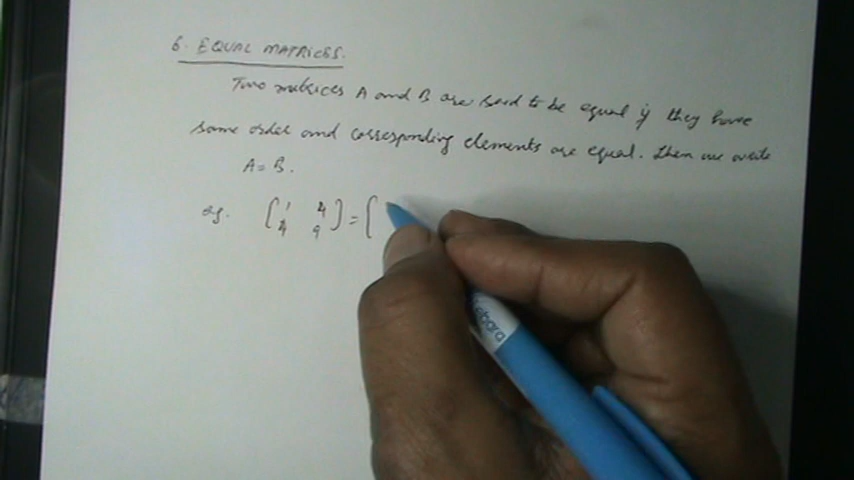 6. EQUAL MATRICES.
Two matrices A and B are said to be equal if they have
same order and corresponding elements are equal. Then we write
A = B.
eg. [ 1 4 ] = [
4 9
cebara